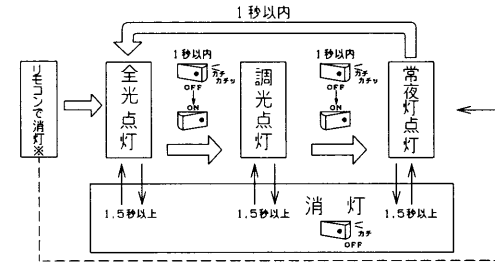 1秒以内
リモコンで消灯※
全光点灯
1秒以内
カチ
カチッ
OFF
ON
調光点灯
1秒以内
カチ
カチッ
OFF
ON
常夜灯点灯
1.5秒以上
1.5秒以上
消灯
カチ
OFF
1.5秒以上